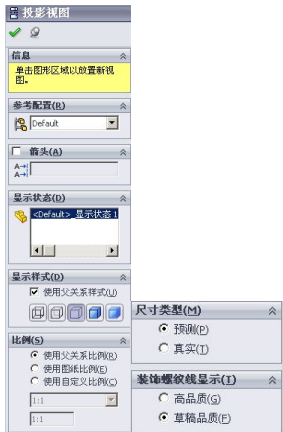 投影视图
信息
单击图形区域以放置新视
图。
参考配置(R)
Default
箭头(A)
A→
A→
显示状态(D)
<Default>_显示状态 1
显示样式(D)
使用父关系样式(U)
比例(S)
使用父关系比例(R)
使用图纸比例(E)
使用自定义比例(C)
1:1
1:1
尺寸类型(M)
预测(P)
真实(T)
装饰螺纹线显示(I)
高品质(G)
草稿品质(F)